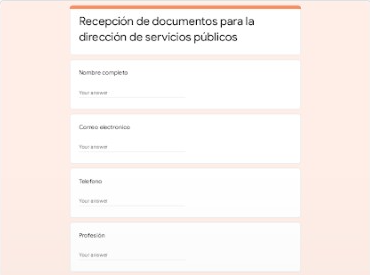 Recepción de documentos para la
dirección de servicios públicos
Nombre completo
Your answer
Correo electronico
Your answer
Telefono
Your answer
Profesión
Your answer